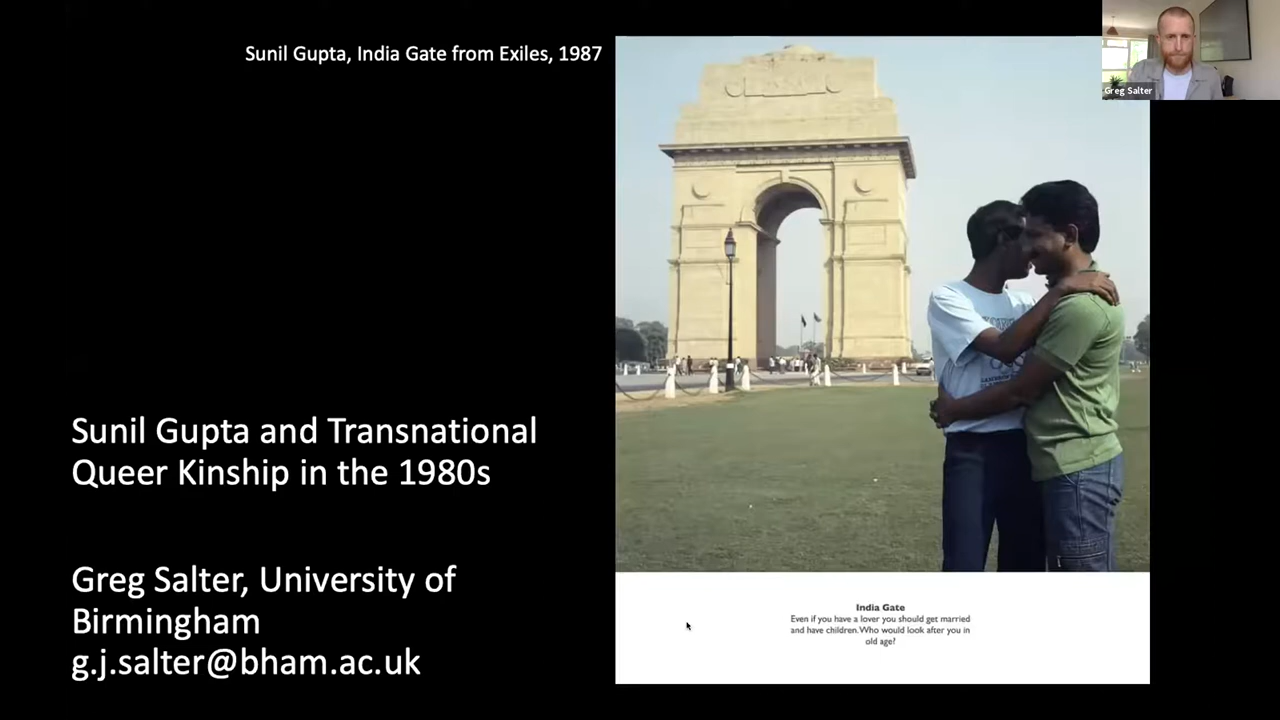 Sunil Gupta, India Gate from Exiles, 1987
Greg Salter
Sunil Gupta and Transnational
Queer Kinship in the 1980s
Greg Salter, University of
Birmingham
g.j.salter@bham.ac.uk
India Gate
Even if you have a lover you should get married
and have children. Who would look after you in
old age?